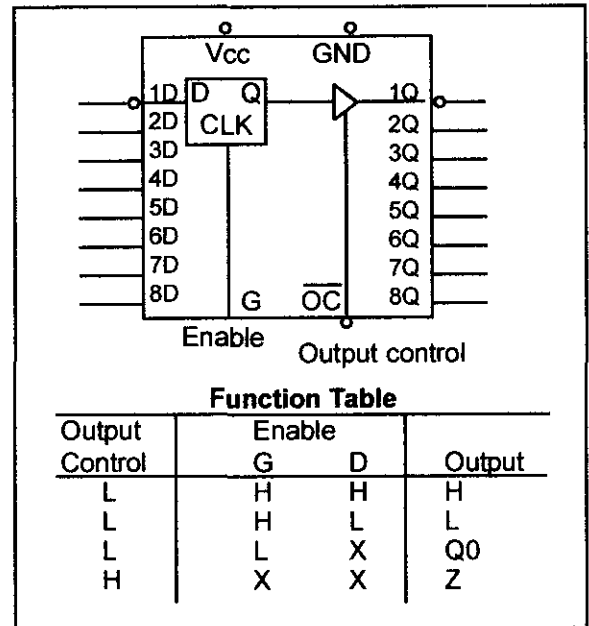 Vcc GND
1D D Q 1Q
2D CLK 2Q
3D 3Q
4D 4Q
5D 5Q
6D 6Q
7D 7Q
8D G OC 8Q
Enable Output control
Function Table
Output Enable
Control G D Output
L H H H
L H L L
L L X Q0
H X X Z